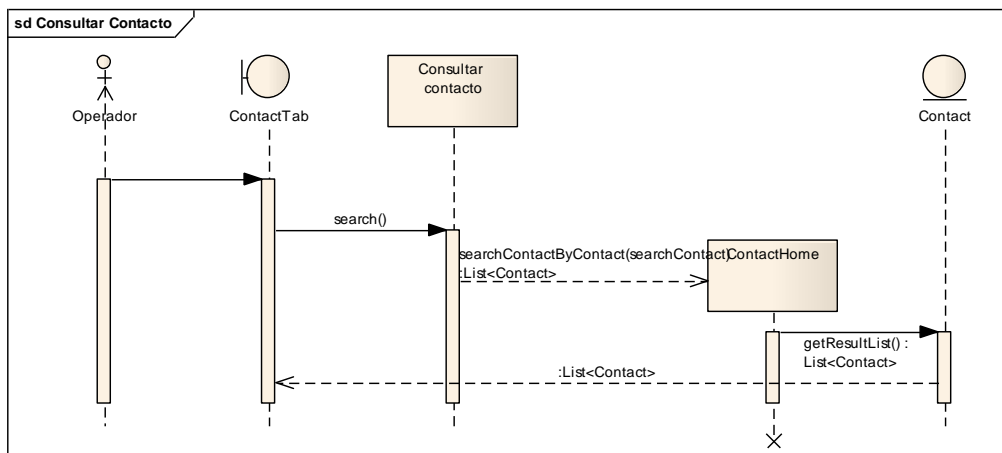 sd Consultar Contacto
Operador
ContactTab
Consultar
contacto
Contact
search()
searchContactByContact(searchContact)
:List<Contact>
ContactHome
getResultList() :
List<Contact>
:List<Contact>